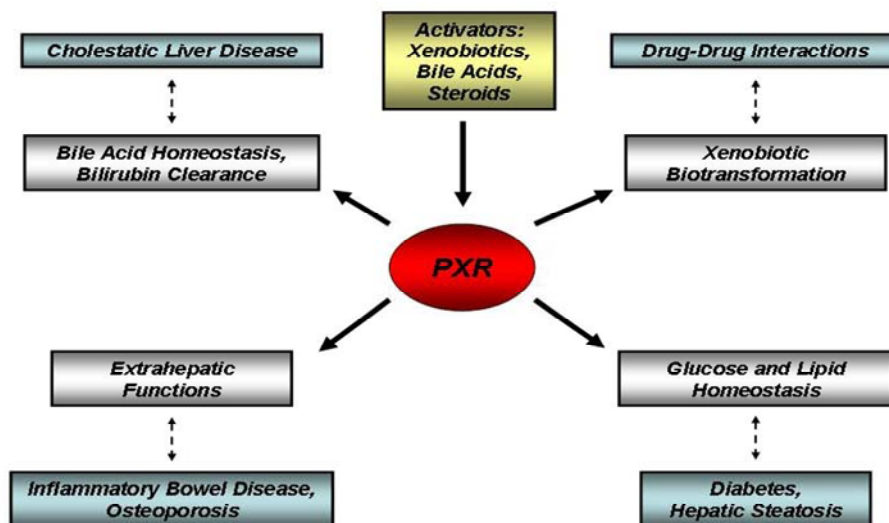 Cholestatic Liver Disease
Activators:
Xenobiotics,
Bile Acids,
Steroids
Drug-Drug Interactions
Bile Acid Homeostasis,
Bilirubin Clearance
Xenobiotic
Biotransformation
PXR
Extrahepatic
Functions
Glucose and Lipid
Homeostasis
Inflammatory Bowel Disease,
Osteoporosis
Diabetes,
Hepatic Steatosis